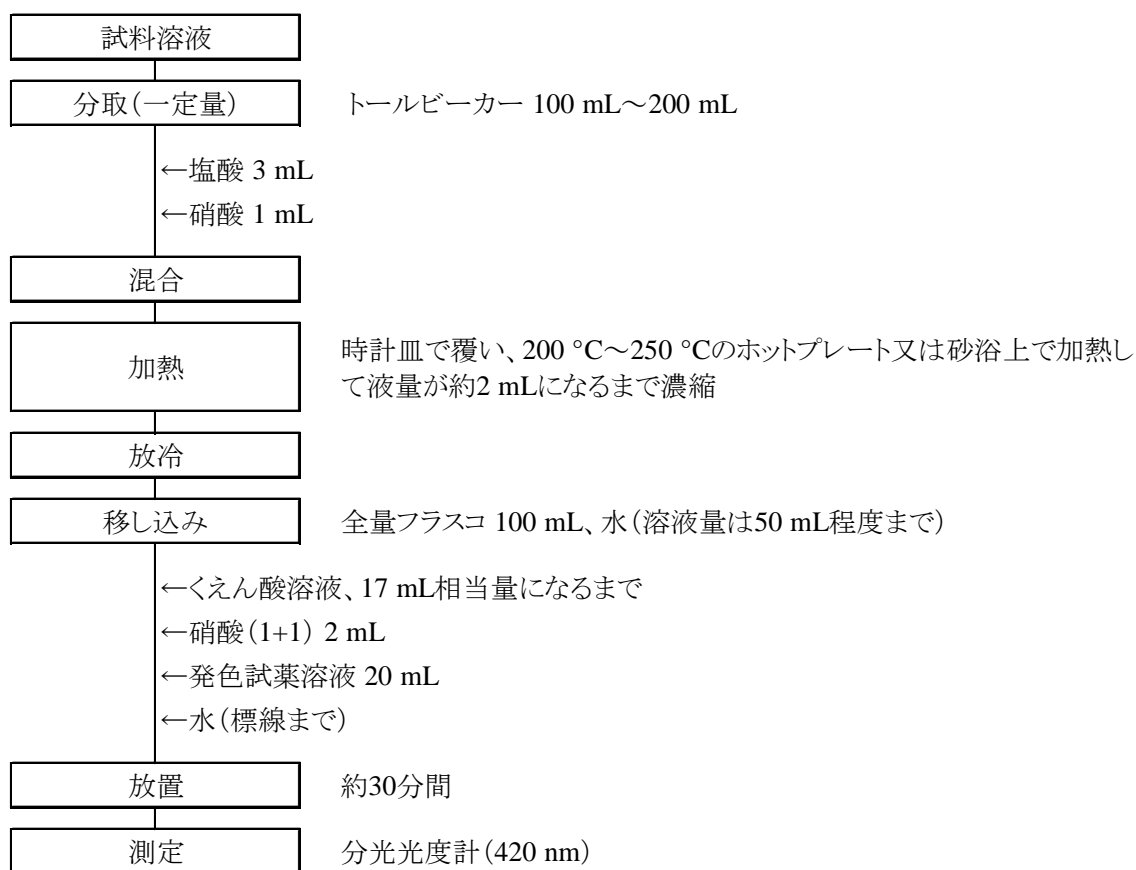 試料溶液
分取(一定量)
トールビーカー 100 mL~200 mL
←塩酸 3 mL
←硝酸 1 mL
混合
加熱
時計皿で覆い、200 °C~250 °Cのホットプレート又は砂浴上で加熱し
て液量が約2 mLになるまで濃縮
放冷
移し込み
全量フラスコ 100 mL、水(溶液量は50 mL程度まで)
←くえん酸溶液、17 mL相当量になるまで
←硝酸(1+1) 2 mL
←発色試薬溶液 20 mL
←水(標線まで)
放置
約30分間
測定
分光光度計(420 nm)